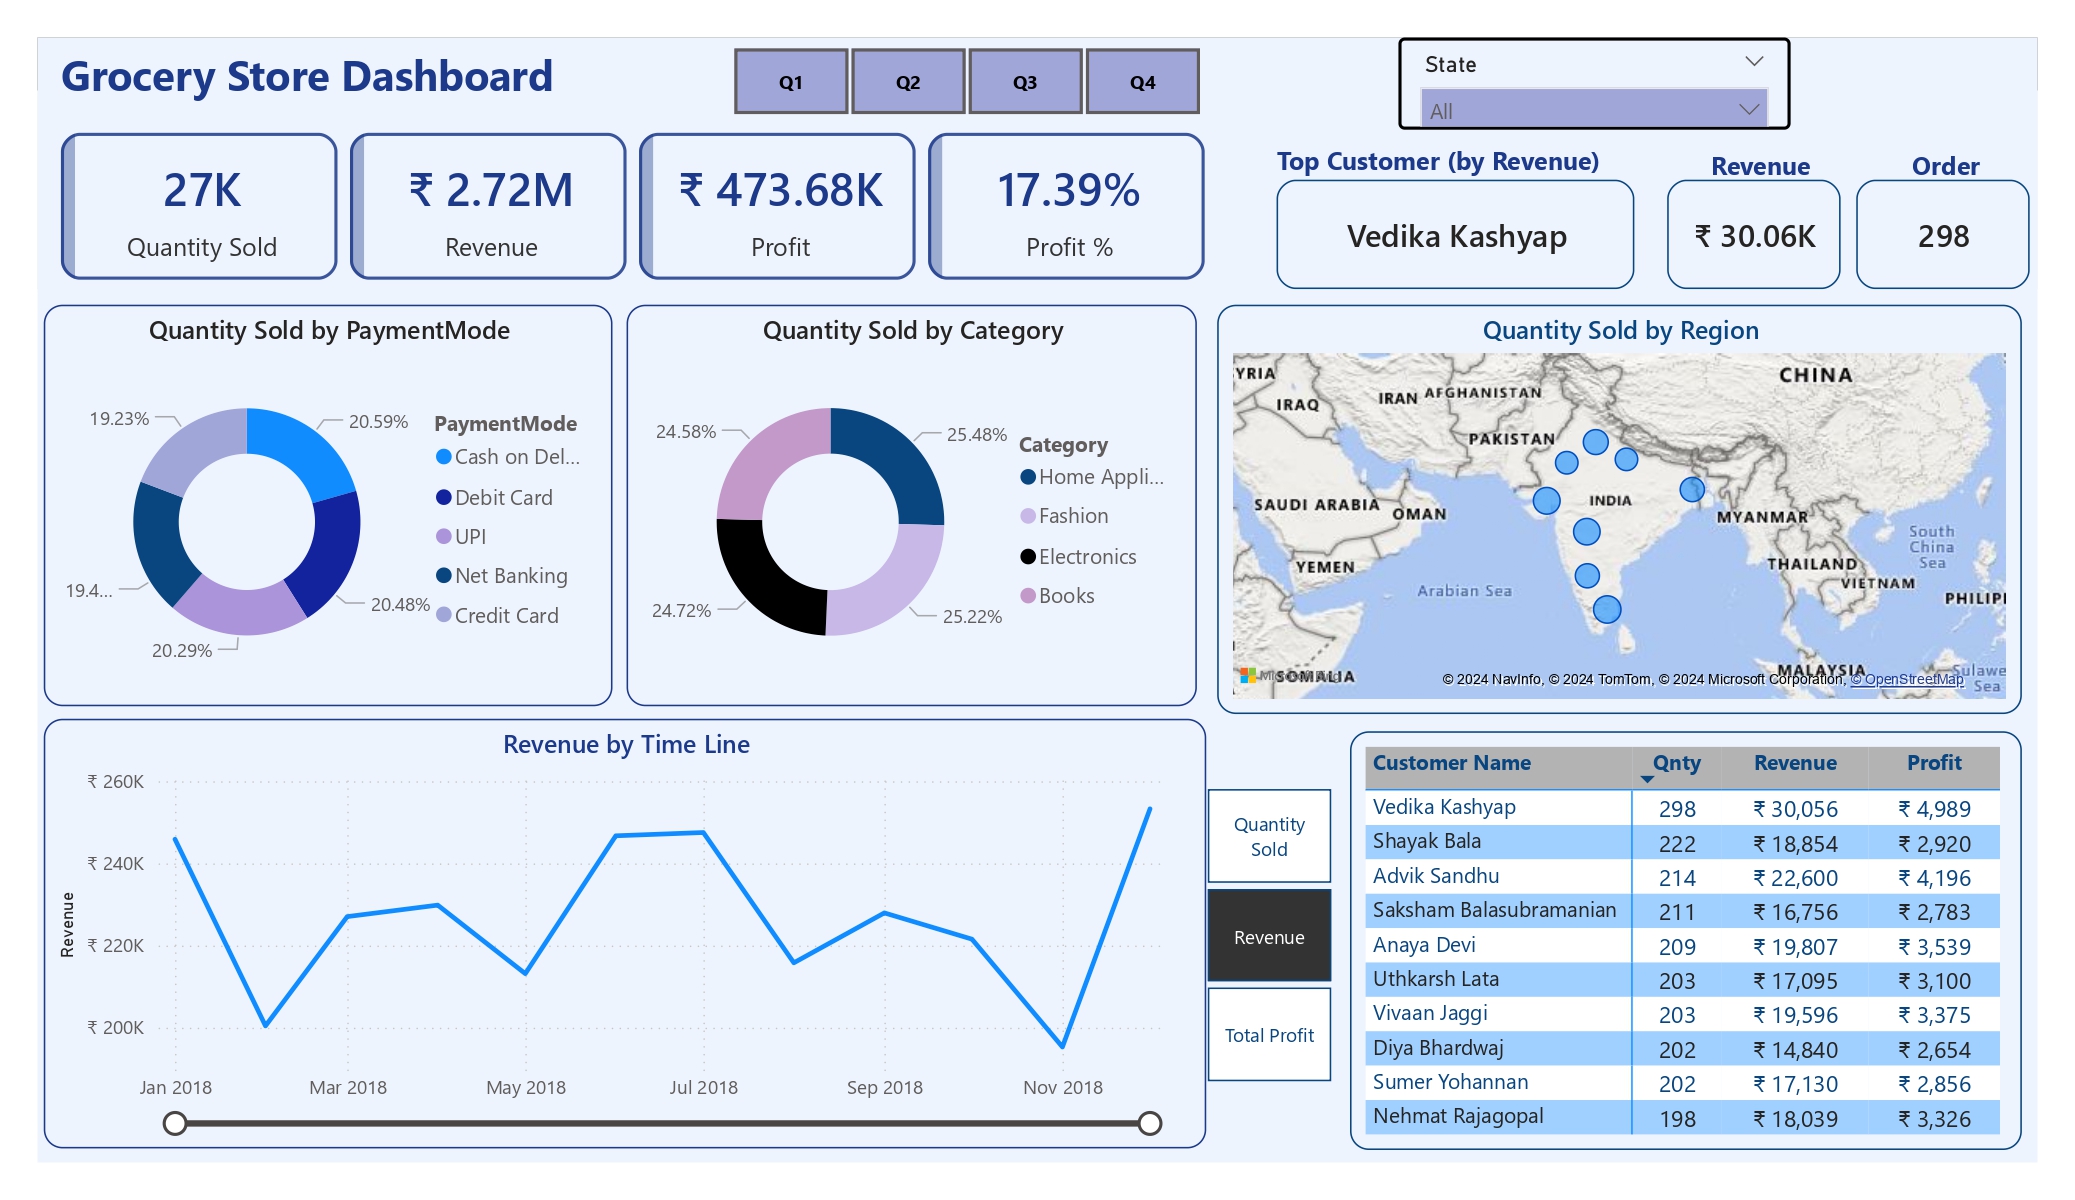 Grocery Store Dashboard
Q1
Q2
Q3
Q4
State
All
27K
Quantity Sold
₹ 2.72M
Revenue
₹ 473.68K
Profit
17.39%
Profit %
Top Customer (by Revenue)
Vedika Kashyap
Revenue
₹ 30.06K
Order
298
Quantity Sold by PaymentMode
19.23%
20.59%
19.4...
20.48%
20.29%
PaymentMode
Cash on Del...
Debit Card
UPI
Net Banking
Credit Card
Quantity Sold by Category
24.58%
25.48%
24.72%
25.22%
Category
Home Appli...
Fashion
Electronics
Books
Quantity Sold by Region
YRIA
IRAQ
IRAN
AFGHANISTAN
CHINA
PAKISTAN
SAUDI ARABIA
OMAN
INDIA
MYANMAR
YEMEN
Arabian Sea
THAILAND
VIETNAM
South
China
Sea
PHILIPI
SOMALIA
MALAYSIA
Sulawe
Sea
© 2024 NavInfo, © 2024 TomTom, © 2024 Microsoft Corporation, © OpenStreetMap
Revenue by Time Line
Revenue
₹ 260K
₹ 240K
₹ 220K
₹ 200K
Jan 2018
Mar 2018
May 2018
Jul 2018
Sep 2018
Nov 2018
Quantity
Sold
Revenue
Total Profit
Customer Name Qnty Revenue Profit
Vedika Kashyap 298 ₹ 30,056 ₹ 4,989
Shayak Bala 222 ₹ 18,854 ₹ 2,920
Advik Sandhu 214 ₹ 22,600 ₹ 4,196
Saksham Balasubramanian 211 ₹ 16,756 ₹ 2,783
Anaya Devi 209 ₹ 19,807 ₹ 3,539
Uthkarsh Lata 203 ₹ 17,095 ₹ 3,100
Vivaan Jaggi 203 ₹ 19,596 ₹ 3,375
Diya Bhardwaj 202 ₹ 14,840 ₹ 2,654
Sumer Yohannan 202 ₹ 17,130 ₹ 2,856
Nehmat Rajagopal 198 ₹ 18,039 ₹ 3,326